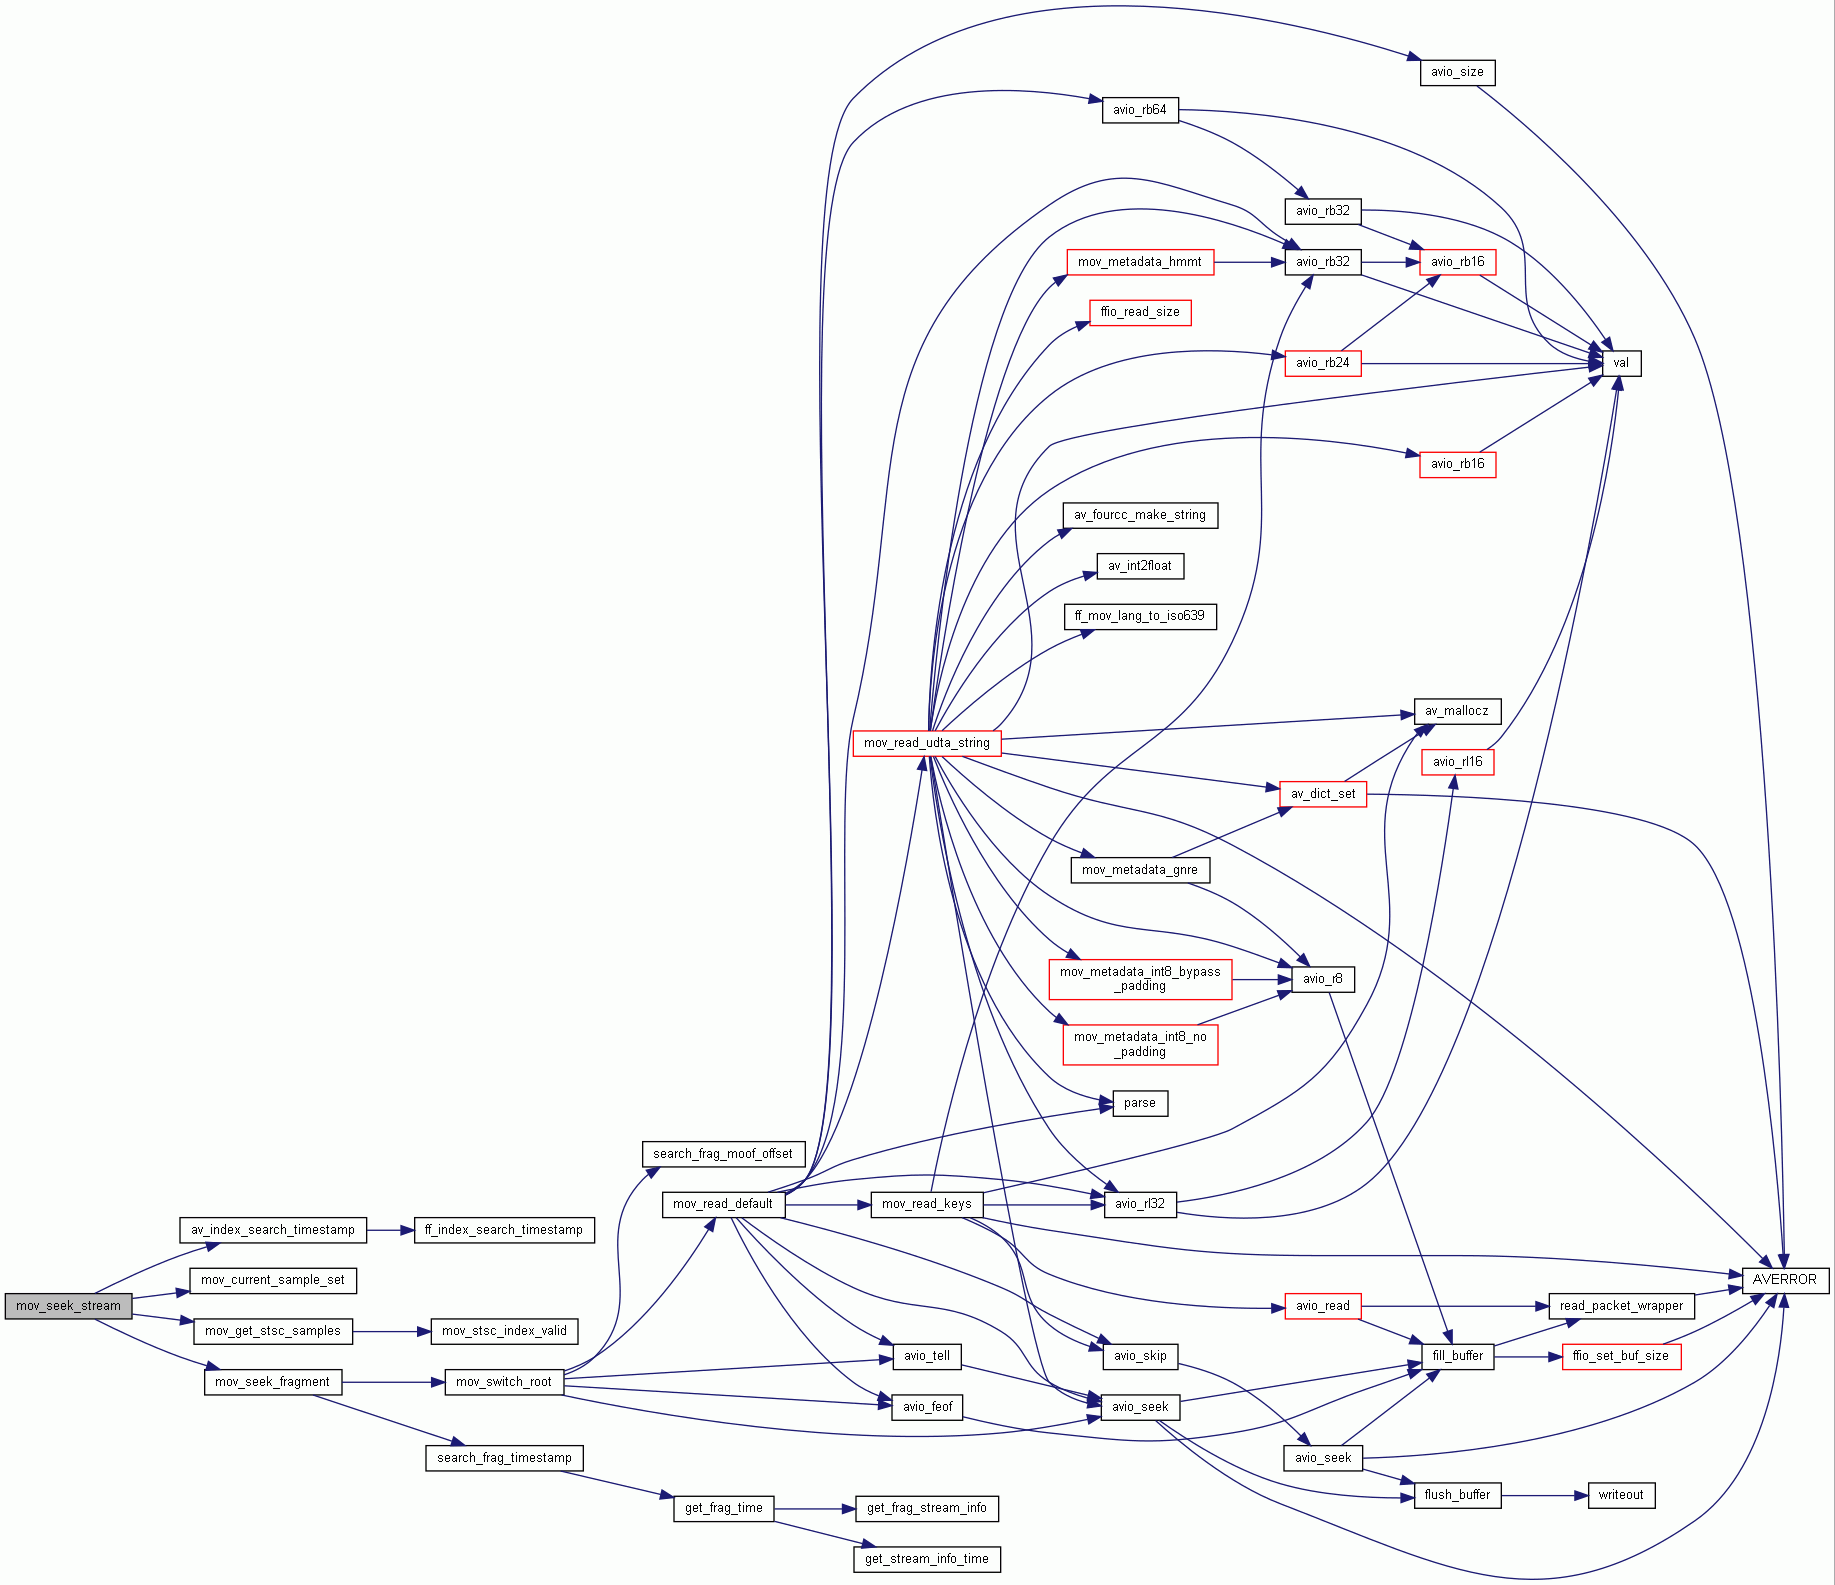 avio_size
avio_rb64
avio_rb32
mov_metadata_hmmt
avio_rb32
avio_rb16
ffio_read_size
avio_rb24
val
avio_rb16
av_fourcc_make_string
av_int2float
ff_mov_lang_to_iso639
av_mallocz
mov_read_udta_string
avio_rl16
av_dict_set
mov_metadata_gnre
mov_metadata_int8_bypass
_padding
avio_r8
mov_metadata_int8_no
_padding
parse
search_frag_moof_offset
mov_read_default
mov_read_keys
avio_rl32
av_index_search_timestamp
ff_index_search_timestamp
mov_current_sample_set
AVERROR
mov_seek_stream
avio_read
read_packet_wrapper
mov_get_stsc_samples
mov_stsc_index_valid
avio_tell
avio_skip
fill_buffer
ffio_set_buf_size
mov_seek_fragment
mov_switch_root
avio_feof
avio_seek
search_frag_timestamp
avio_seek
flush_buffer
writeout
get_frag_time
get_frag_stream_info
get_stream_info_time